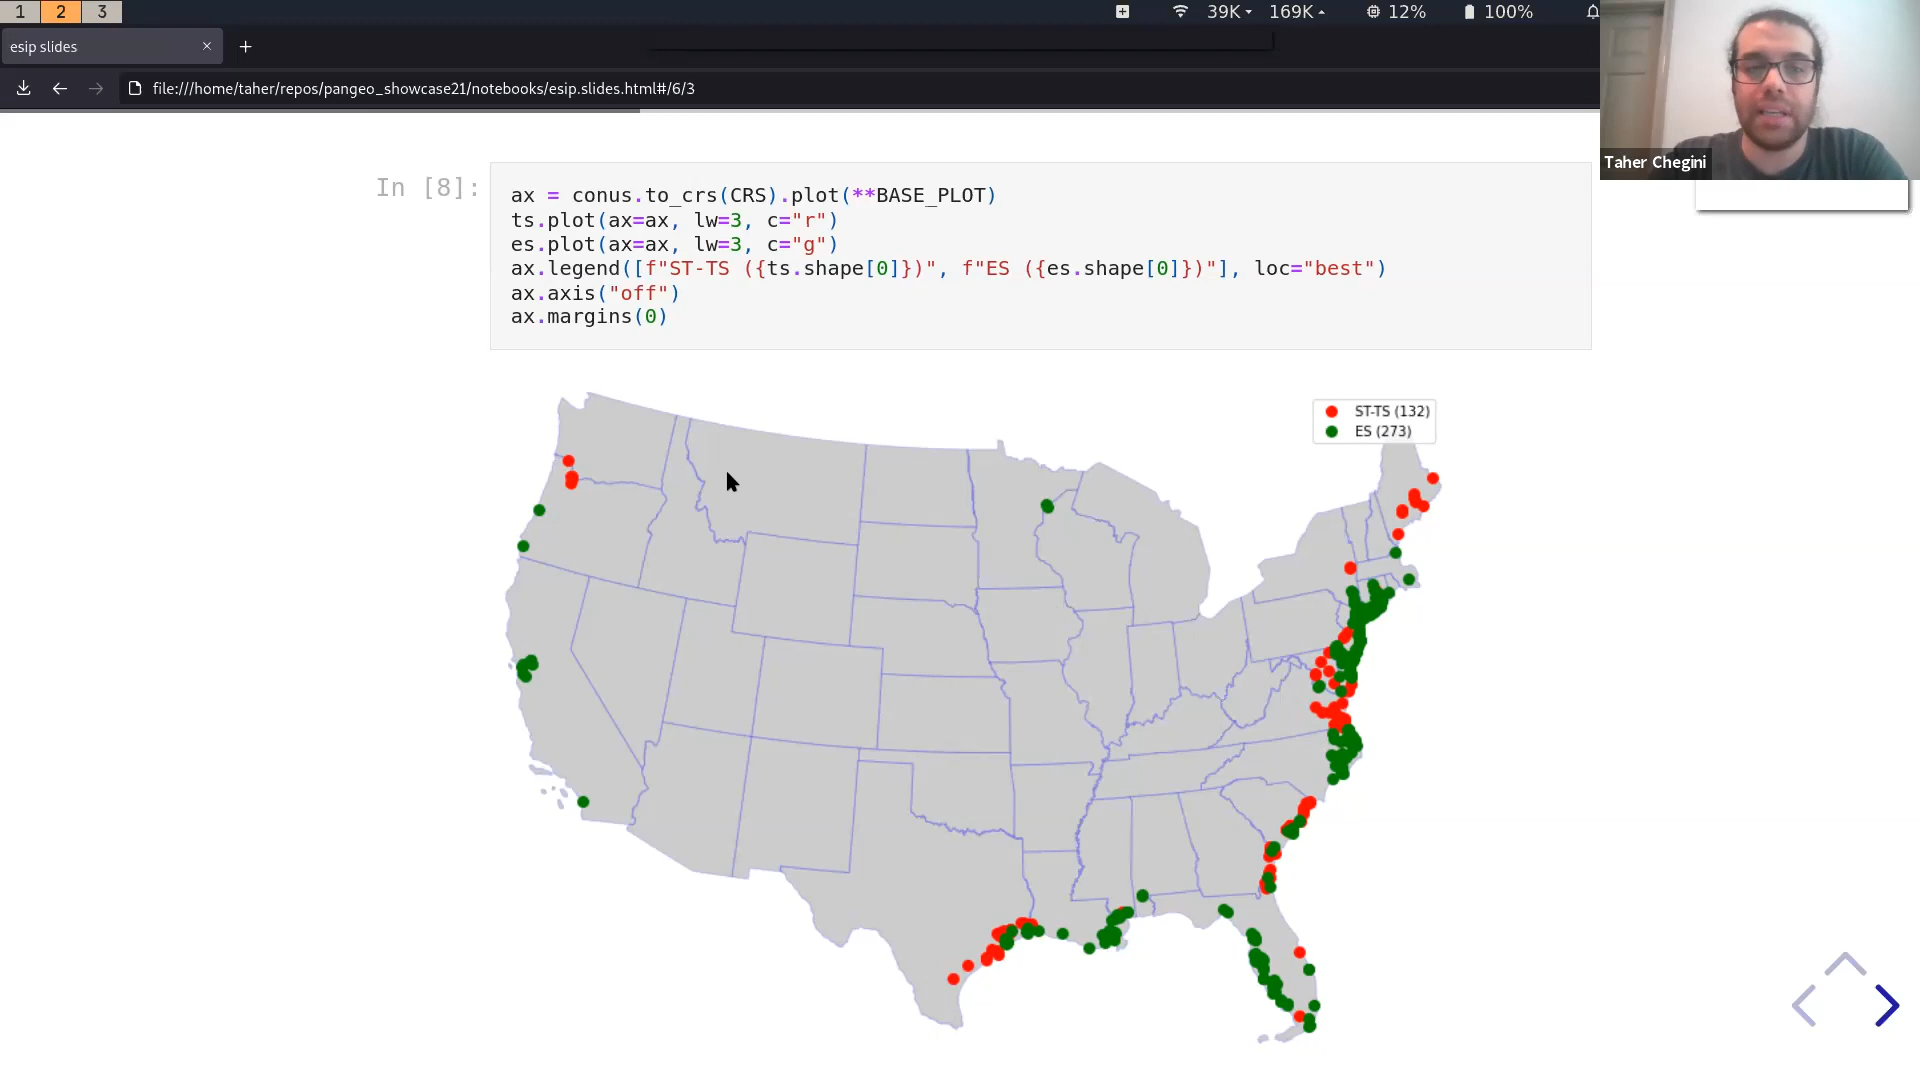 1 2 3 39K 169K 12% 100%
esip slides
file:///home/taher/repos/pangeo_showcase21/notebooks/esip.slides.html#/6/3
Taher Chegini
In [8]:
ax = conus.to_crs(CRS).plot(**BASE_PLOT)
ts.plot(ax=ax, lw=3, c="r")
es.plot(ax=ax, lw=3, c="g")
ax.legend([f"ST-TS ({ts.shape[0]})", f"ES ({es.shape[0]})"], loc="best")
ax.axis("off")
ax.margins(0)
ST-TS (132)
ES (273)